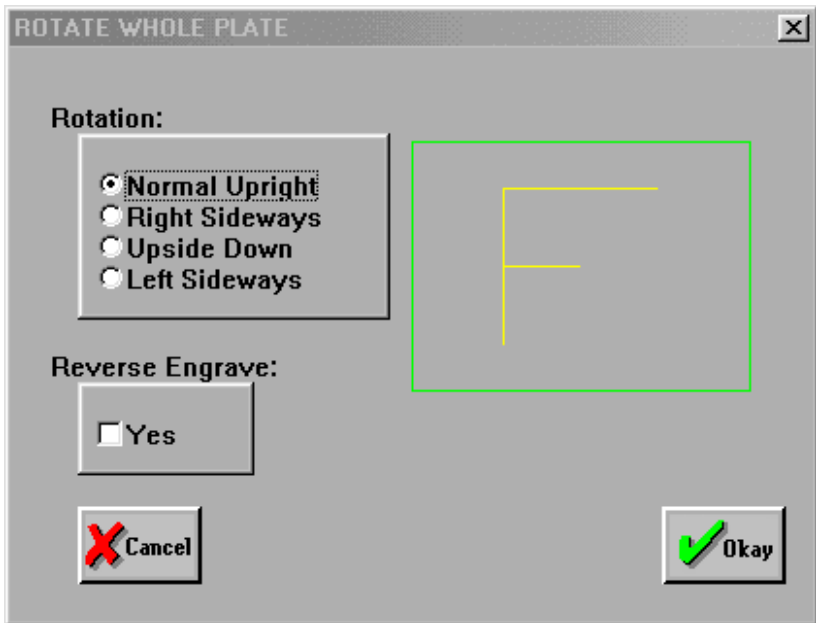 ROTATE WHOLE PLATE
Rotation:
Normal Upright
Right Sideways
Upside Down
Left Sideways
F
Reverse Engrave:
Yes
Cancel
Okay